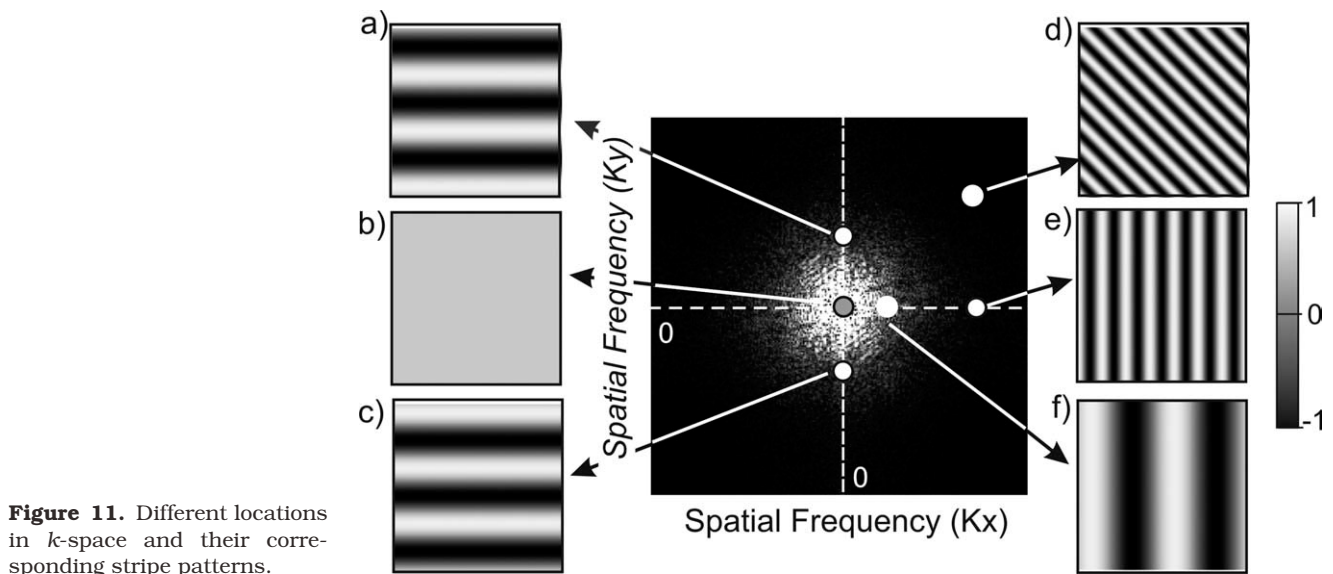 a)
b)
c)
Spatial Frequency (Ky)
0
0
Spatial Frequency (Kx)
d)
e)
f)
1
0
-1
Figure 11. Different locations
in k-space and their corre-
sponding stripe patterns.